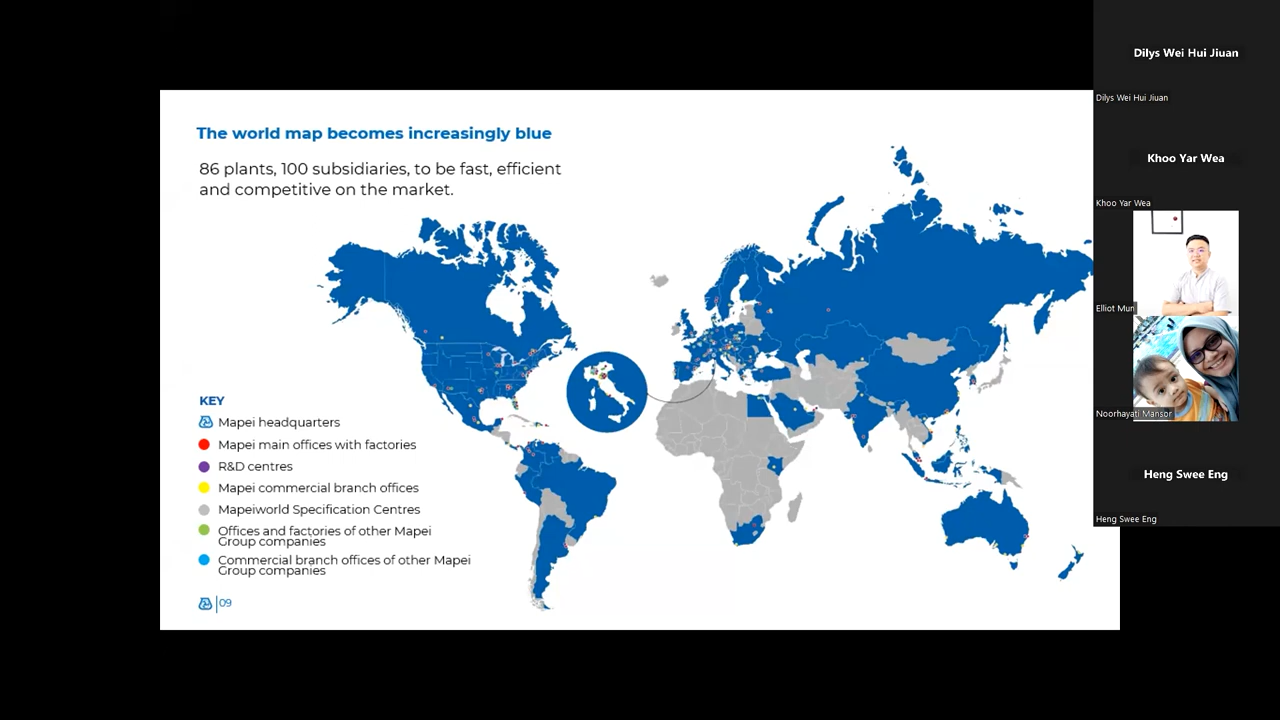 The world map becomes increasingly blue
86 plants, 100 subsidiaries, to be fast, efficient
and competitive on the market.
KEY
Mapei headquarters
Mapei main offices with factories
R&D centres
Mapei commercial branch offices
Mapeiworld Specification Centres
Offices and factories of other Mapei
Group companies
Commercial branch offices of other Mapei
Group companies
09
Dilys Wei Hui Jiuan
Dilys Wei Hui Jiuan
Khoo Yar Wea
Khoo Yar Wea
Elliot Mun
Noorhayati Mansor
Heng Swee Eng
Heng Swee Eng